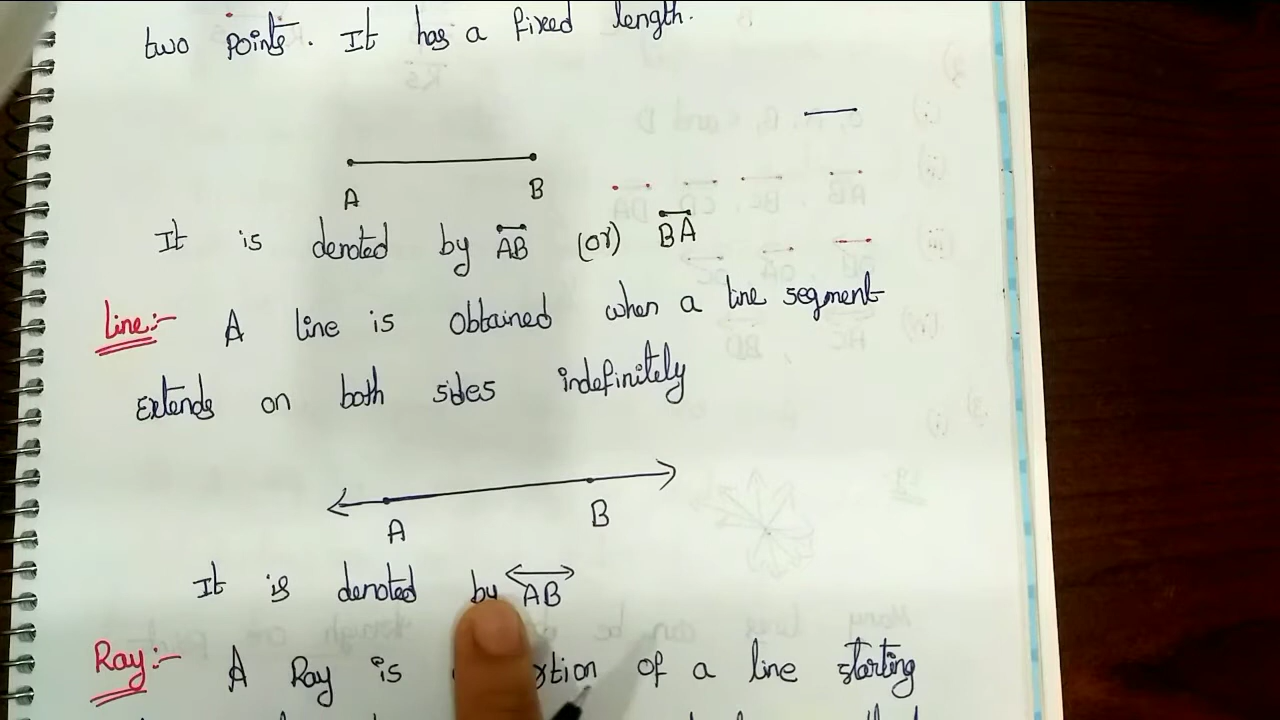 two points. It has a fixed length.
A B
It is denoted by AB (or) BA
Line:- A line is obtained when a line segment
extends on both sides indefinitely
A B
It is denoted by AB
Ray:- A Ray is of a line starting